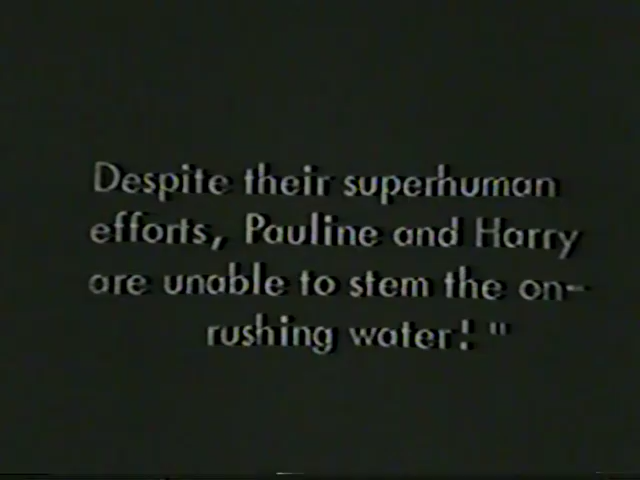 Despite their superhuman
efforts, Pauline and Harry
are unable to stem the on-
rushing water! "